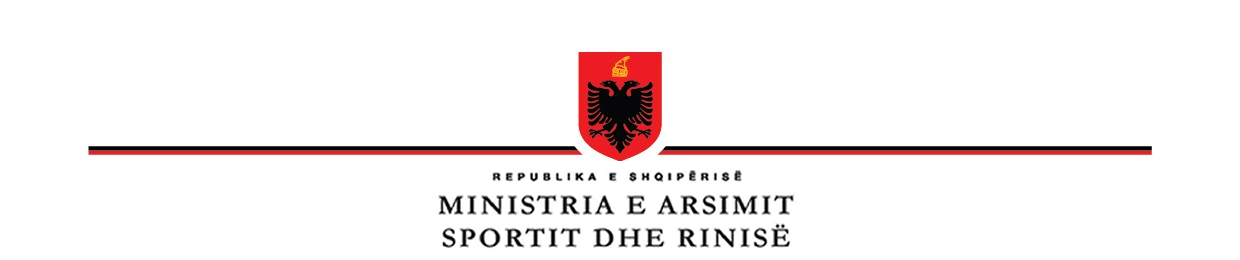 REPUBLIKA E SHQIPËRISË
MINISTRIA E ARSIMIT
SPORTIT DHE RINISË